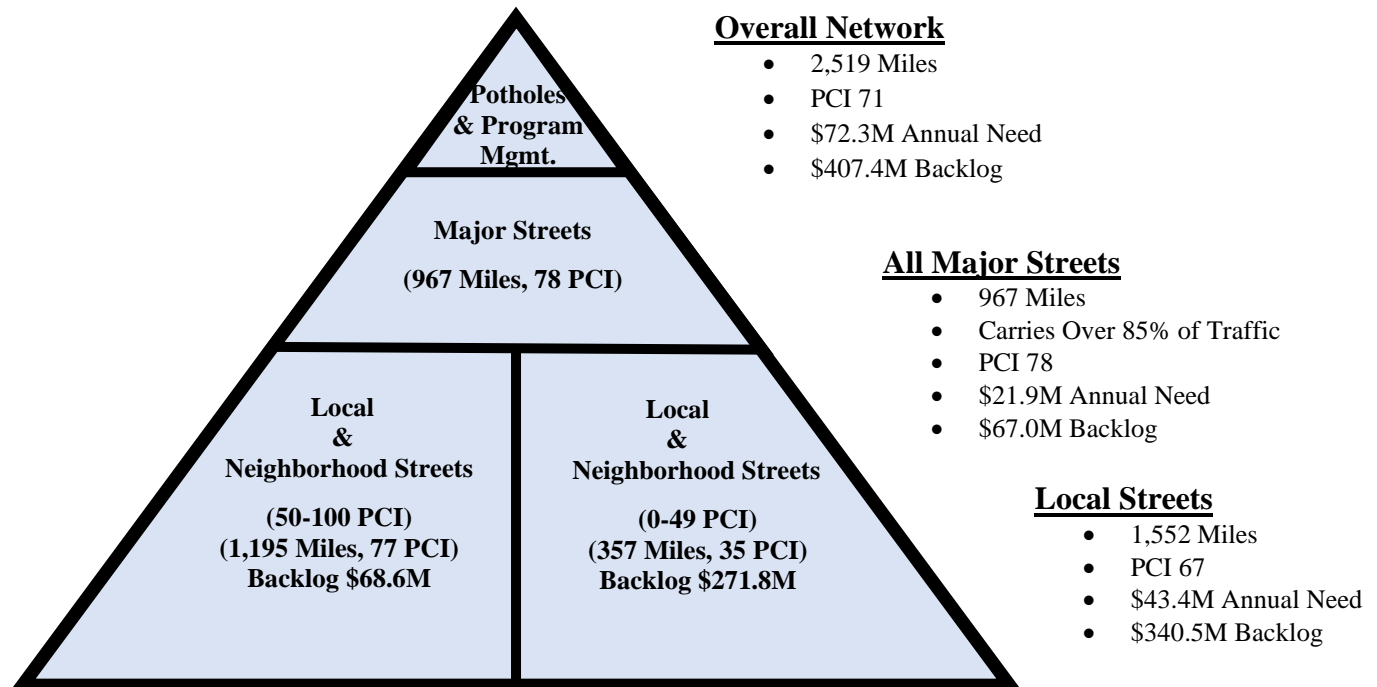 Potholes
& Program
Mgmt.
Major Streets
(967 Miles, 78 PCI)
Local
&
Neighborhood Streets
(50-100 PCI)
(1,195 Miles, 77 PCI)
Backlog $68.6M
Local
&
Neighborhood Streets
(0-49 PCI)
(357 Miles, 35 PCI)
Backlog $271.8M
Overall Network
• 2,519 Miles
• PCI 71
• $72.3M Annual Need
• $407.4M Backlog
All Major Streets
• 967 Miles
• Carries Over 85% of Traffic
• PCI 78
• $21.9M Annual Need
• $67.0M Backlog
Local Streets
• 1,552 Miles
• PCI 67
• $43.4M Annual Need
• $340.5M Backlog